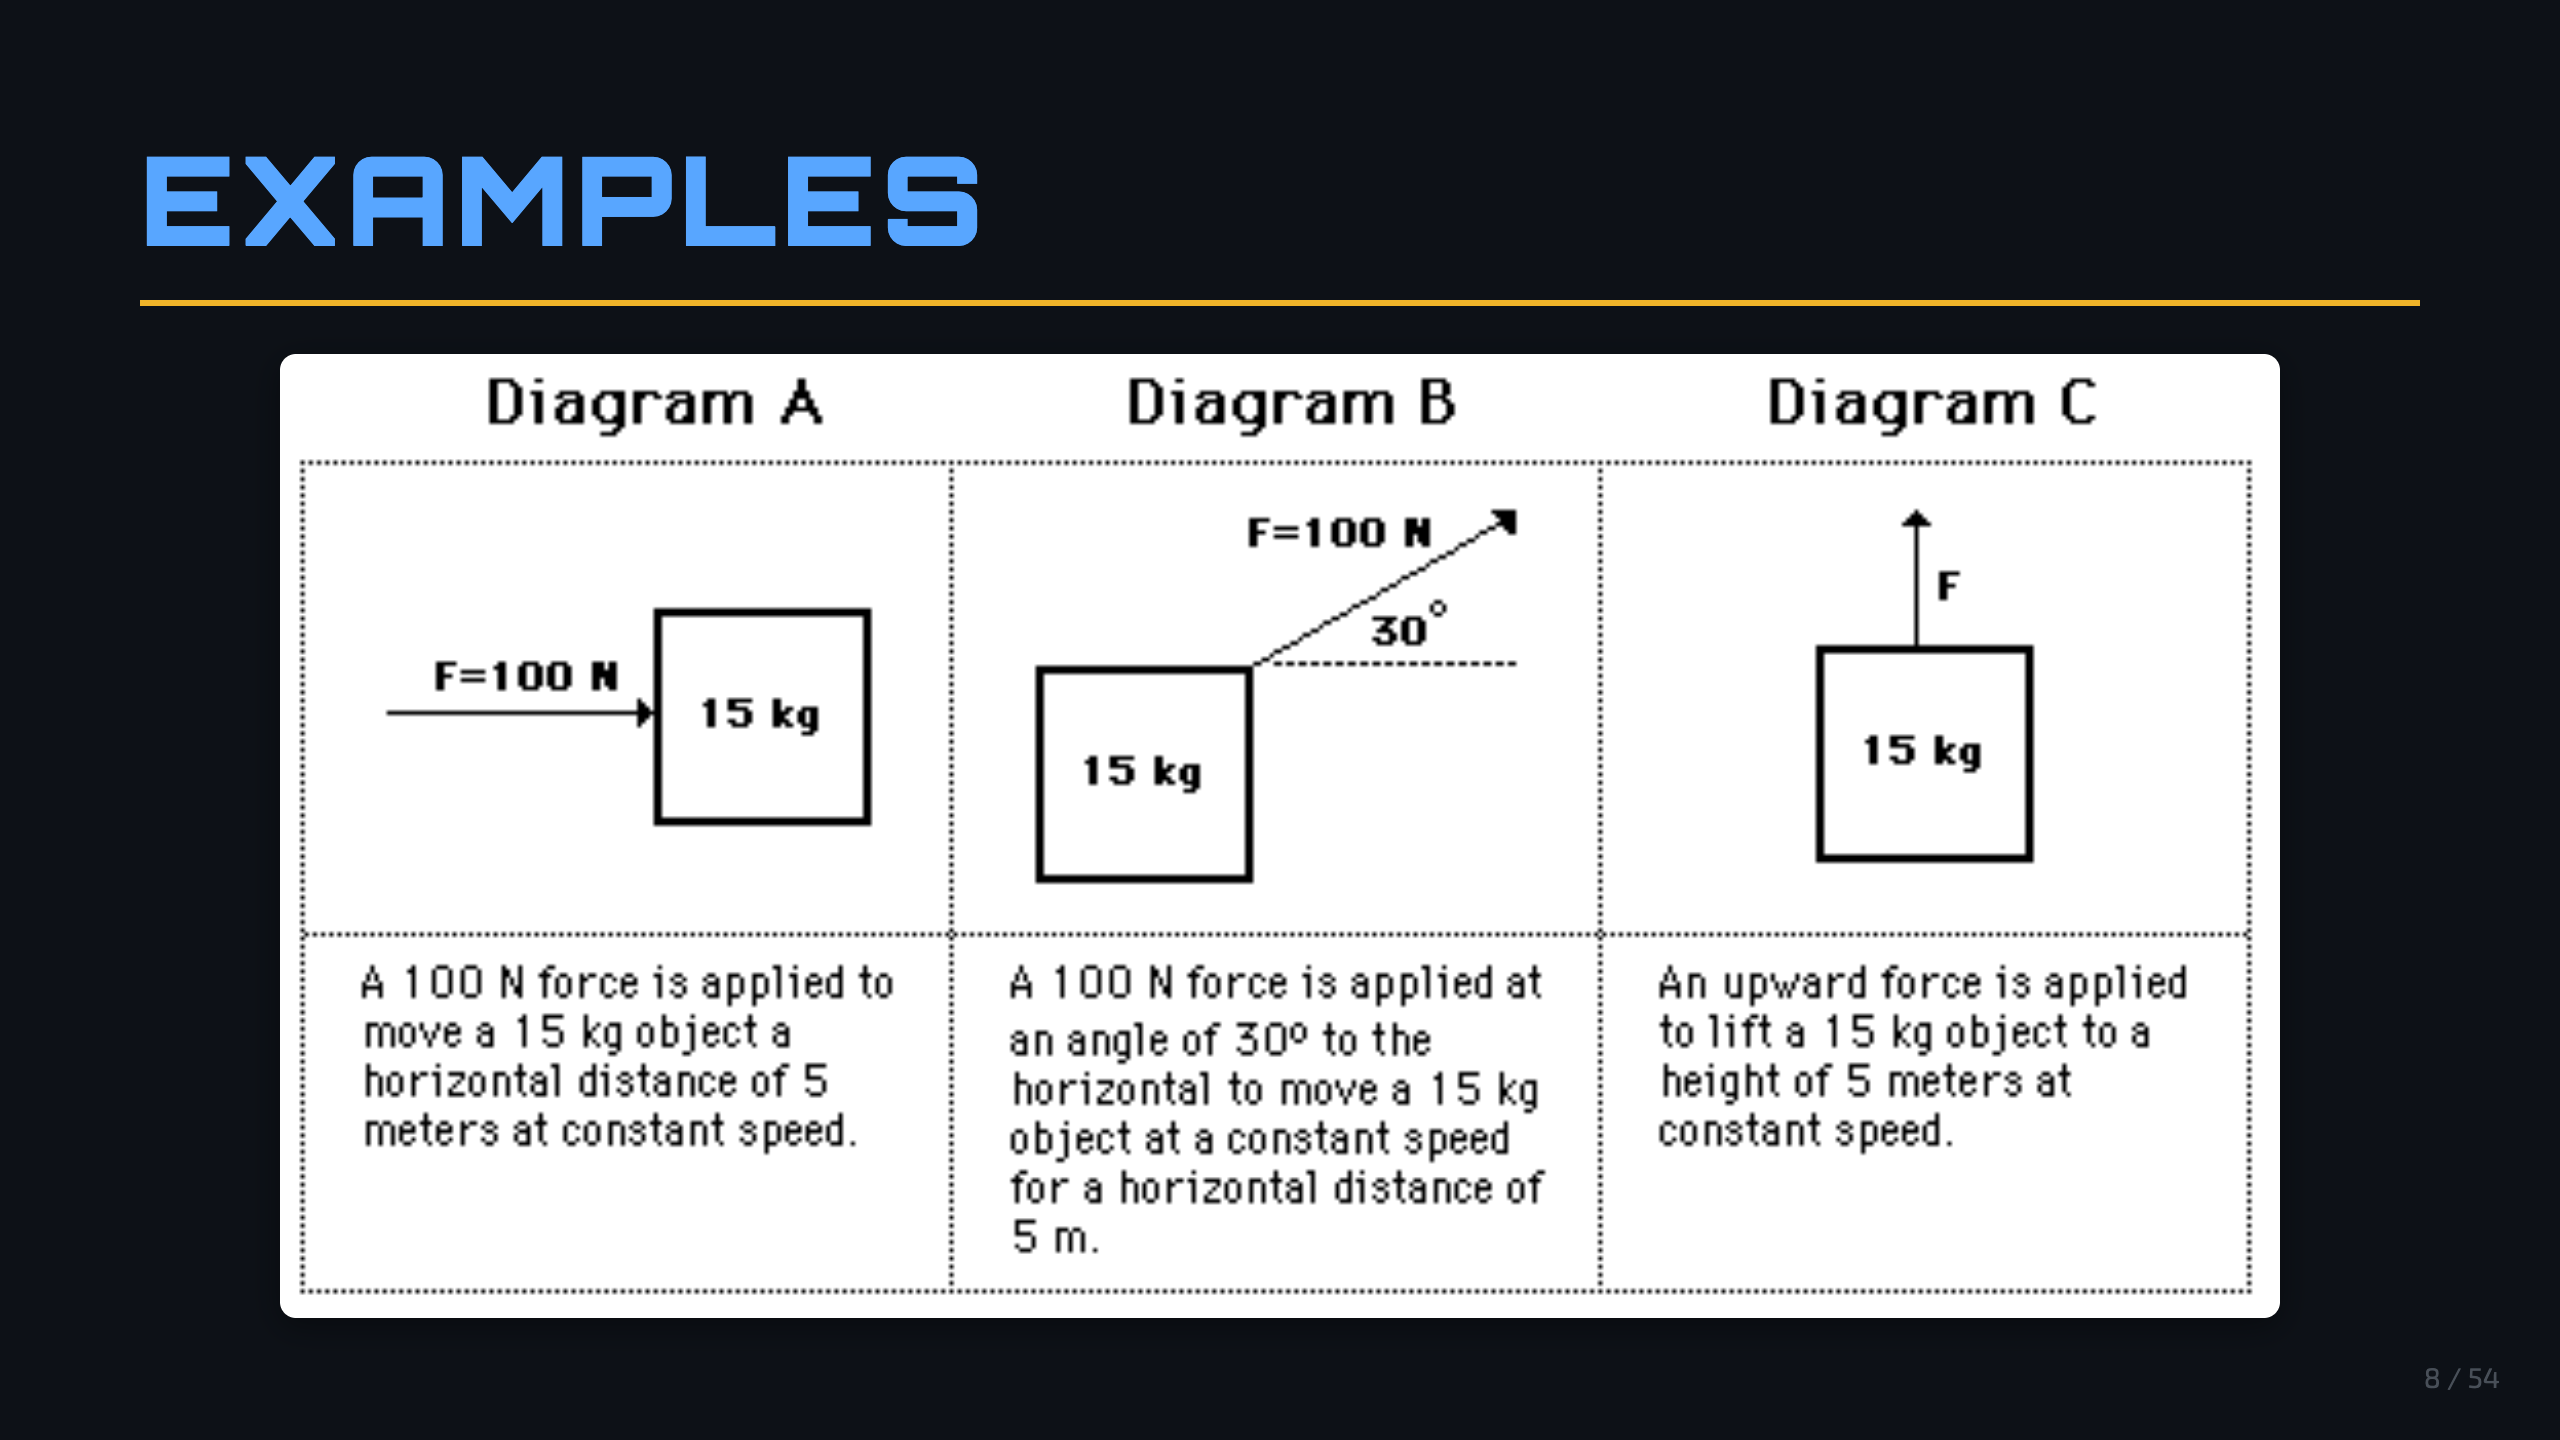 EXAMPLES
Diagram A
Diagram B
Diagram C
F=100 N
15 kg
F=100 N
30°
15 kg
F
15 kg
A 100 N force is applied to
move a 15 kg object a
horizontal distance of 5
meters at constant speed.
A 100 N force is applied at
an angle of 30º to the
horizontal to move a 15 kg
object at a constant speed
for a horizontal distance of
5 m.
An upward force is applied
to lift a 15 kg object to a
height of 5 meters at
constant speed.
8 / 54